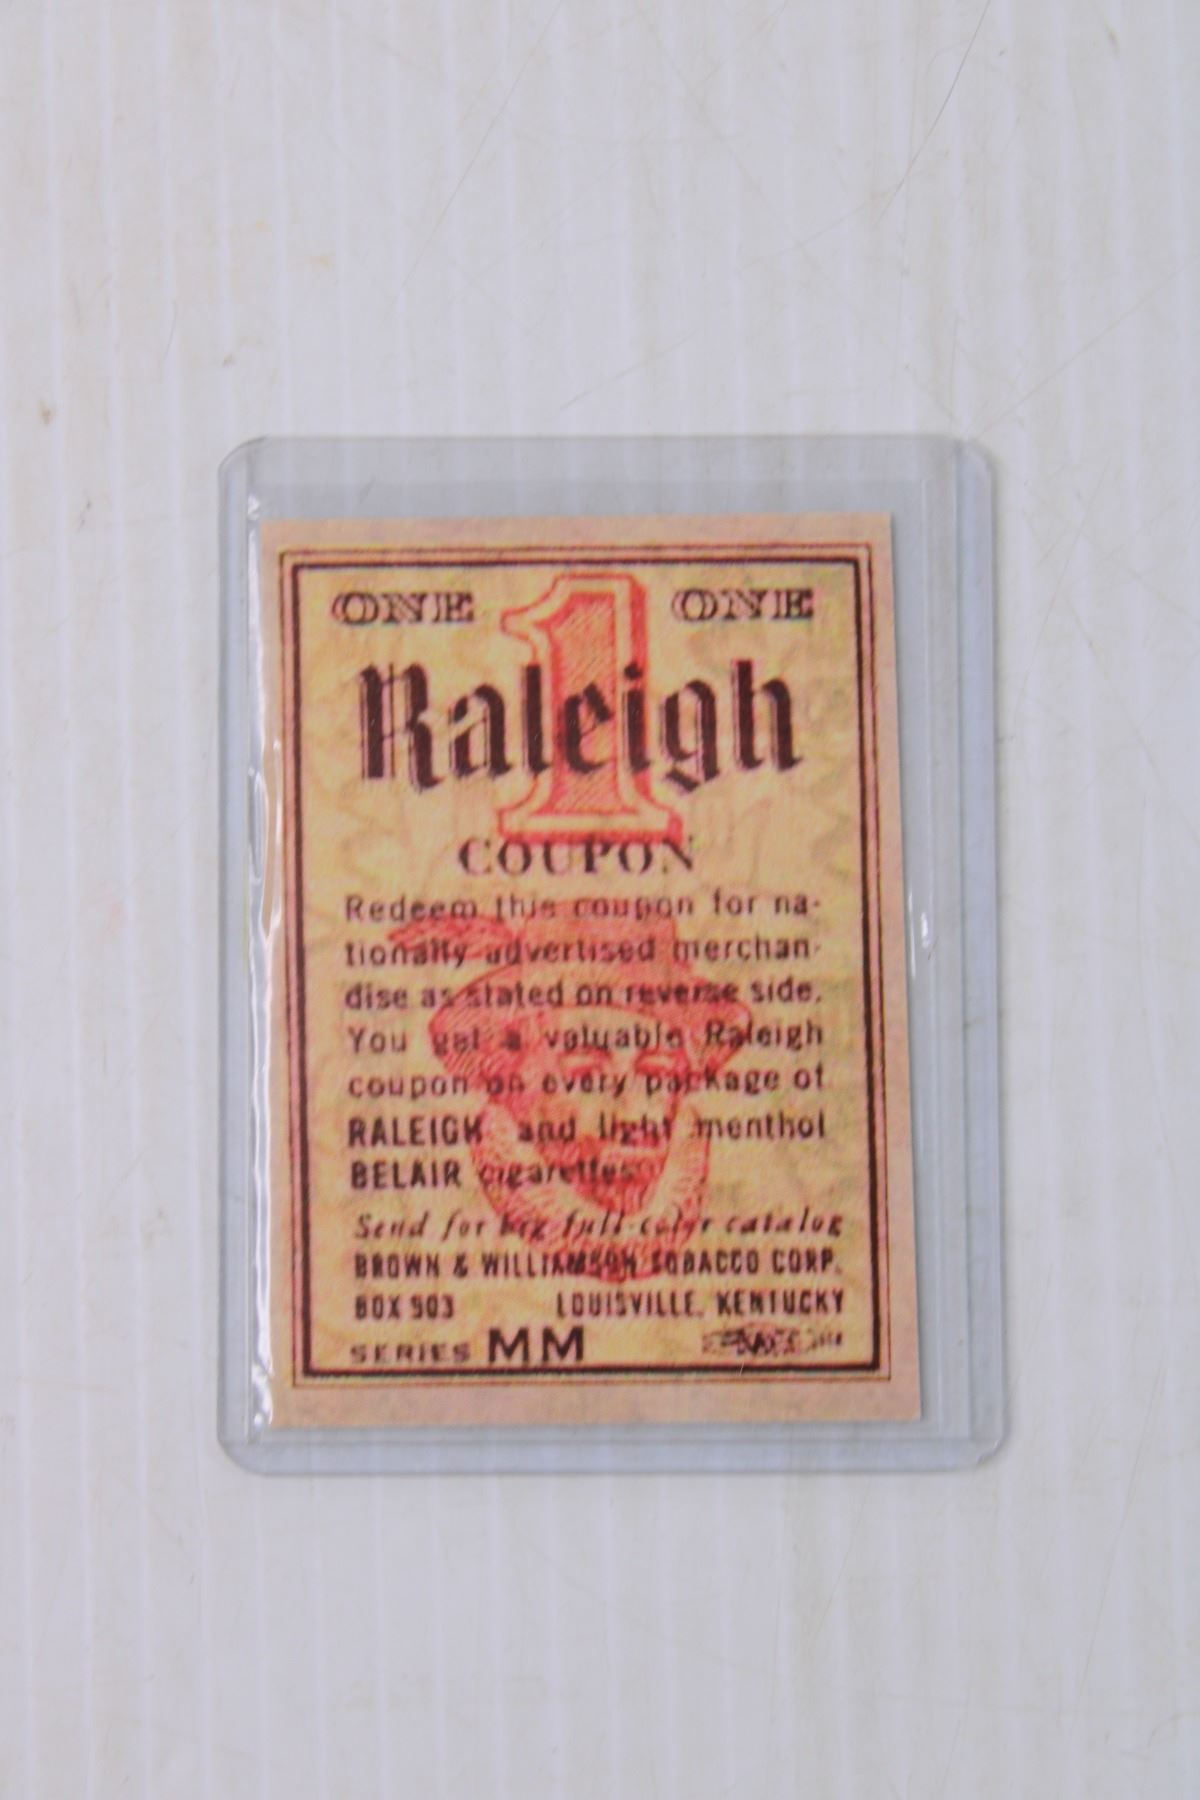 ONE 1 ONE
Raleigh
COUPON
Redeem this coupon for na-
tionally advertised merchan-
dise as stated on reverse side.
You get a valuable Raleigh
coupon on every package of
RALEIGH and light menthol
BELAIR cigarettes
Send for big full-color catalog
BROWN & WILLIAMSON TOBACCO CORP.
BOX 903 LOUISVILLE, KENTUCKY
SERIES MM